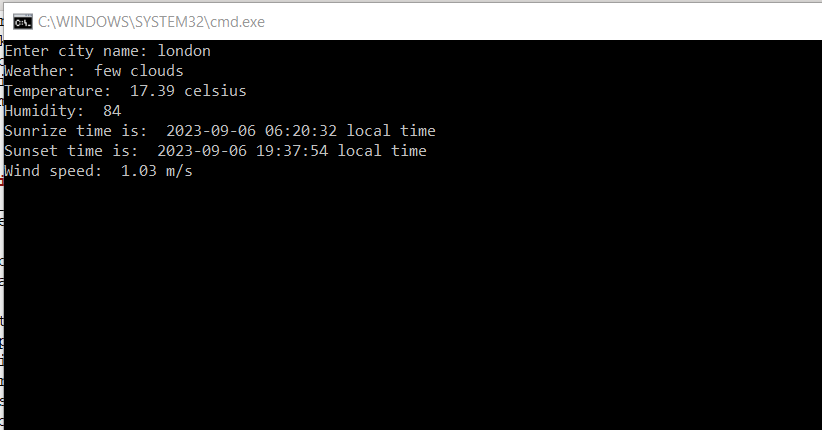 C:\WINDOWS\SYSTEM32\cmd.exe
Enter city name: london
Weather:  few clouds
Temperature:  17.39 celsius
Humidity:  84
Sunrize time is:  2023-09-06 06:20:32 local time
Sunset time is:  2023-09-06 19:37:54 local time
Wind speed:  1.03 m/s